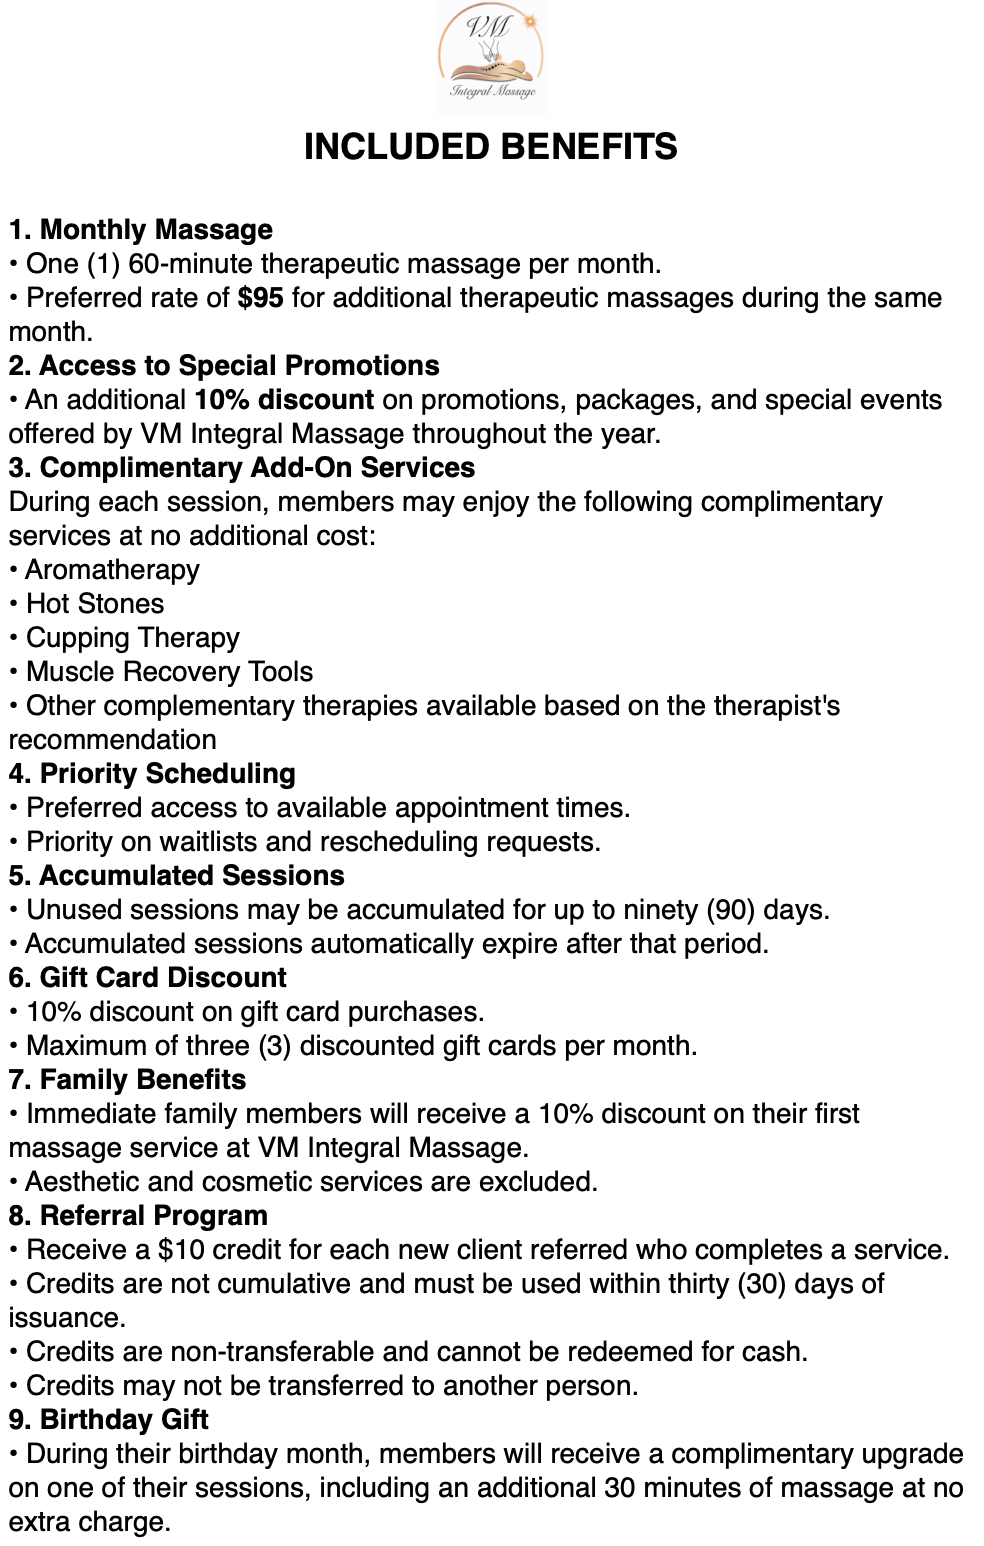 VM
Integral Massage
INCLUDED BENEFITS
1. Monthly Massage
• One (1) 60-minute therapeutic massage per month.
• Preferred rate of $95 for additional therapeutic massages during the same
month.
2. Access to Special Promotions
• An additional 10% discount on promotions, packages, and special events
offered by VM Integral Massage throughout the year.
3. Complimentary Add-On Services
During each session, members may enjoy the following complimentary
services at no additional cost:
• Aromatherapy
• Hot Stones
• Cupping Therapy
• Muscle Recovery Tools
• Other complementary therapies available based on the therapist's
recommendation
4. Priority Scheduling
• Preferred access to available appointment times.
• Priority on waitlists and rescheduling requests.
5. Accumulated Sessions
• Unused sessions may be accumulated for up to ninety (90) days.
• Accumulated sessions automatically expire after that period.
6. Gift Card Discount
• 10% discount on gift card purchases.
• Maximum of three (3) discounted gift cards per month.
7. Family Benefits
• Immediate family members will receive a 10% discount on their first
massage service at VM Integral Massage.
• Aesthetic and cosmetic services are excluded.
8. Referral Program
• Receive a $10 credit for each new client referred who completes a service.
• Credits are not cumulative and must be used within thirty (30) days of
issuance.
• Credits are non-transferable and cannot be redeemed for cash.
• Credits may not be transferred to another person.
9. Birthday Gift
• During their birthday month, members will receive a complimentary upgrade
on one of their sessions, including an additional 30 minutes of massage at no
extra charge.